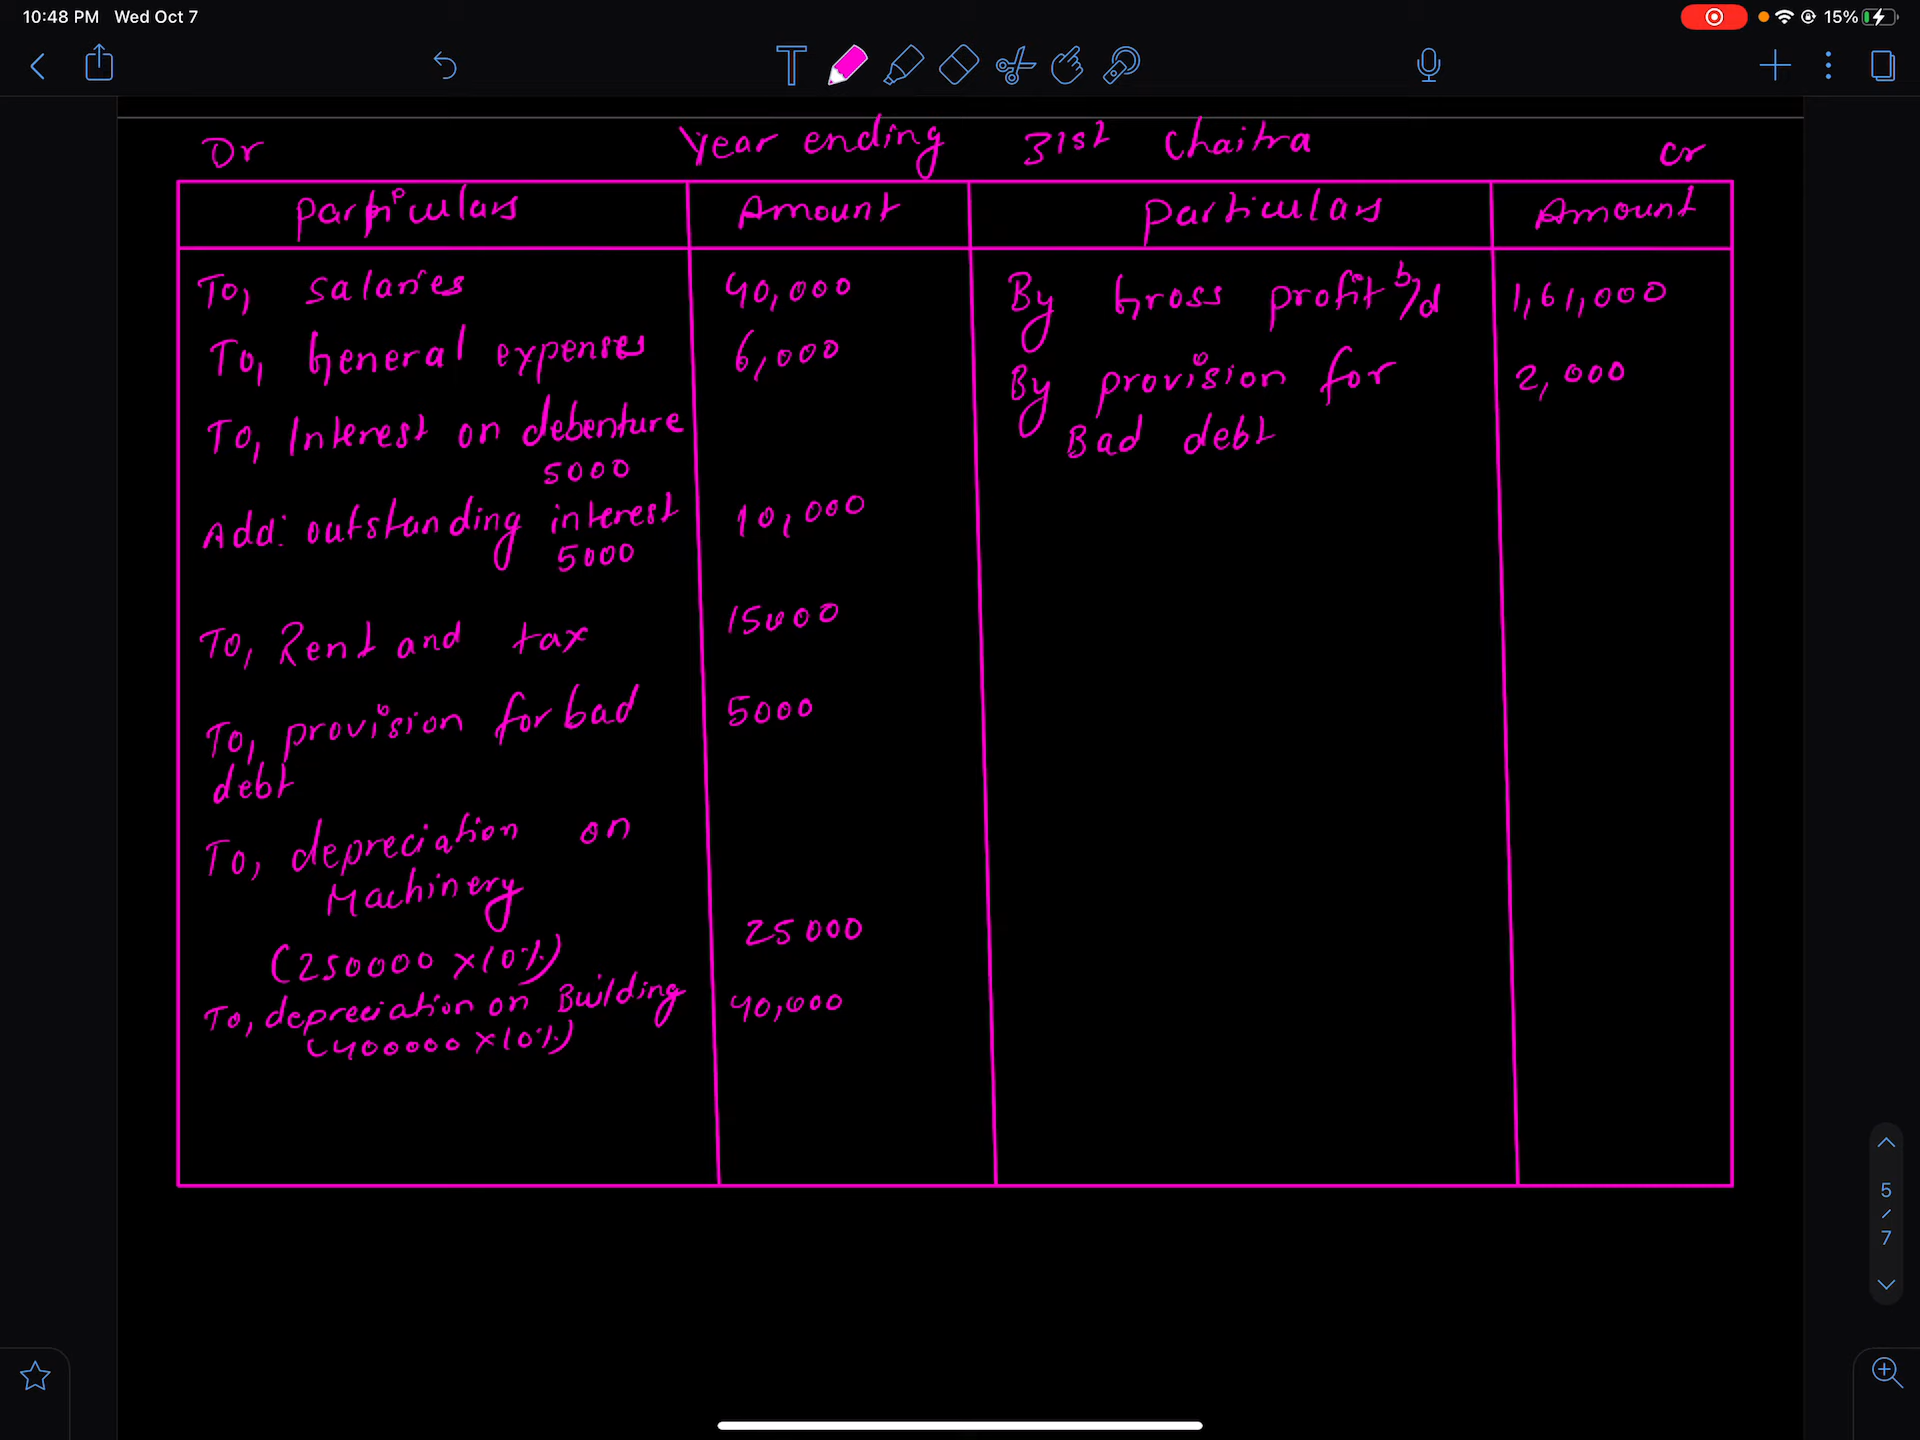 10:48 PM Wed Oct 7
15%
T
Dr Year ending 31st Chaitra Cr
Particulars Amount Particulars Amount
To, Salaries 40,000 By Gross profit b/d 1,61,000
To, General expenses 6,000 By provision for 2,000
Bad debt
To, Interest on debenture
5000
Add: outstanding interest 10,000
5000
To, Rent and tax 15000
To, provision for bad 5000
debt
To, depreciation on
Machinery
(250000 × 10%) 25000
To, depreciation on Building 40,000
(400000 × 10%)
5
/
7